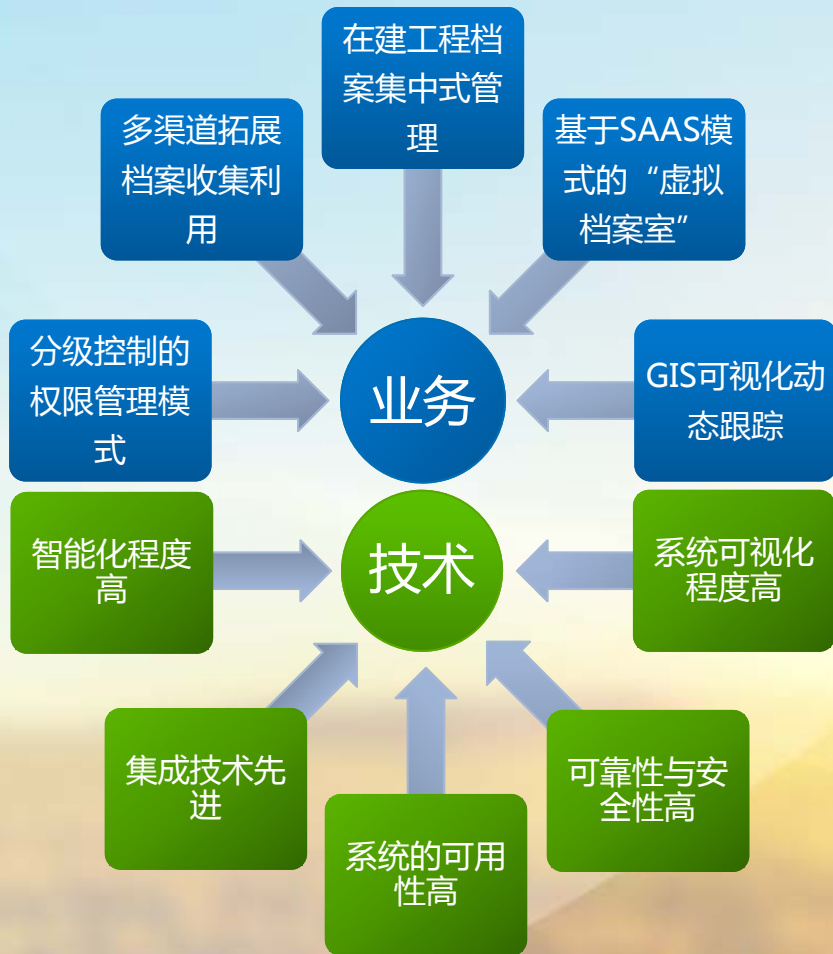 在建工程档
案集中式管
理
多渠道拓展
档案收集利
用
基于SAAS模
式的“虚拟
档案室”
分级控制的
权限管理模
式
业务
GIS可视化动
态跟踪
智能化程度
高
技术
系统可视化
程度高
集成技术先
进
可靠性与安
全性高
系统的可用
性高